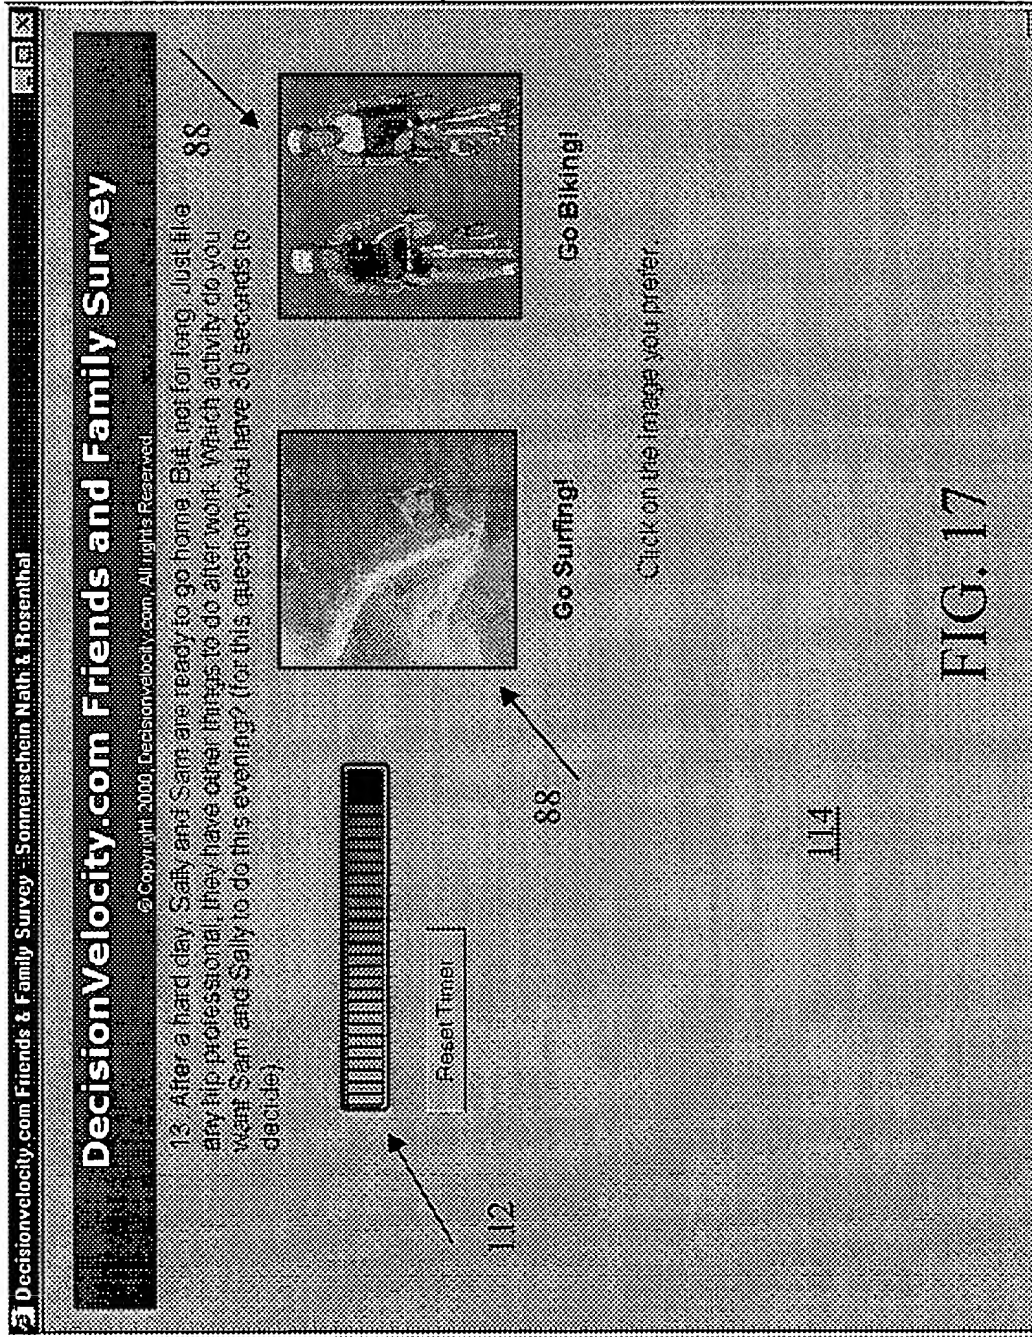 Decisionvelocity.com Friends & Family Survey - Sonnenschein Nath & Rosenthal
DecisionVelocity.com Friends and Family Survey
© Copyright 2000, Decisionvelocity.com, All rights Reserved
13. After a hard day, Sally and Sam are ready to go home. But, not for long. Just like
any hip professional, they have other things to do afterwork. Which activity do you
want Sam and Sally to do this evening? (for this question, you have 30 seconds to
decide)
88
112
Reset Timer
88
Go Surfing!
Go Biking!
Click on the image you prefer.
114
FIG. 17